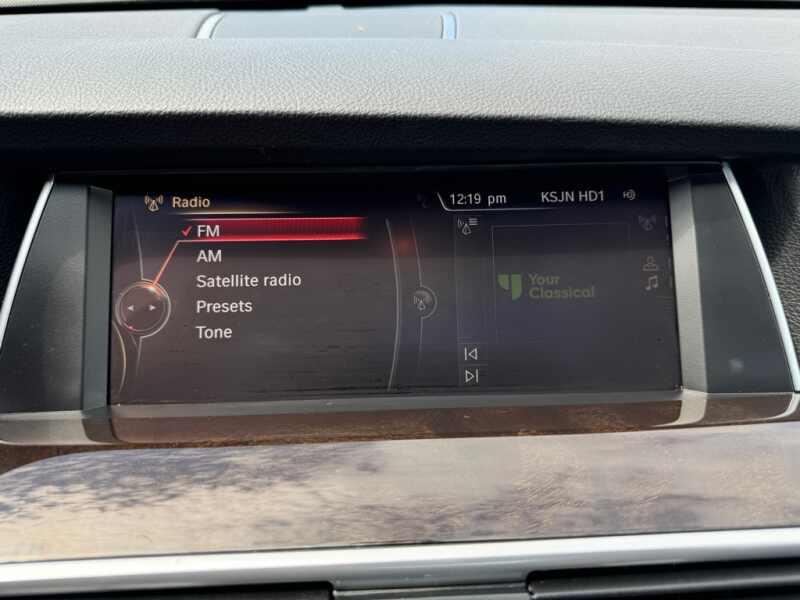 Radio
12:19 pm
KSJN HD1
FM
AM
Satellite radio
Presets
Tone
Your
Classical